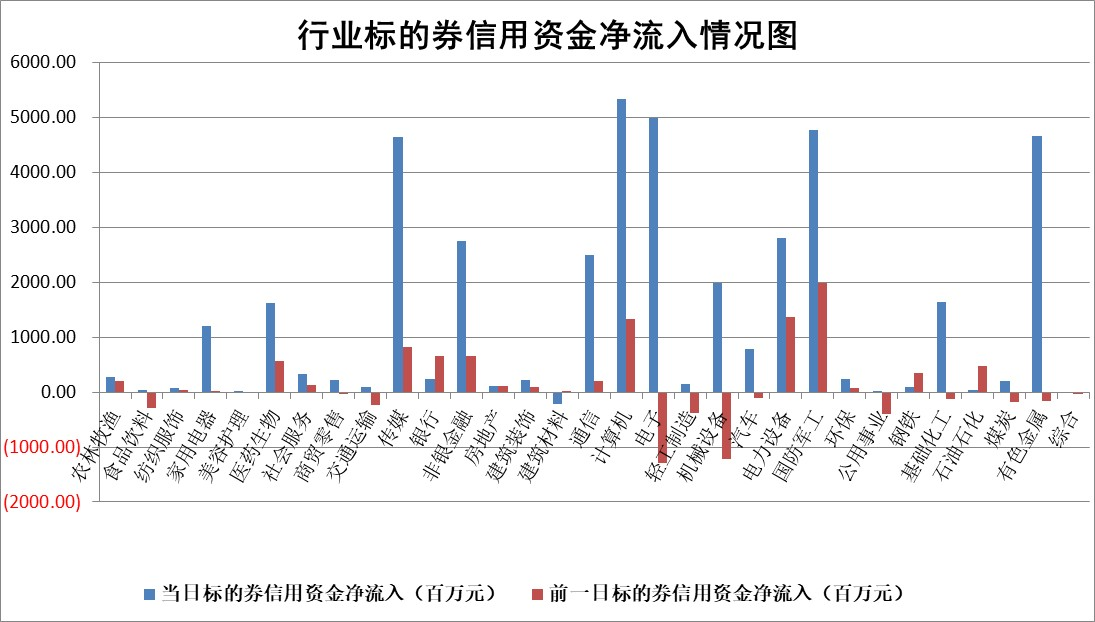 行业标的券信用资金净流入情况图
6000.00
5000.00
4000.00
3000.00
2000.00
1000.00
0.00
(1000.00)
(2000.00)
农林牧渔
食品饮料
纺织服饰
家用电器
美容护理
医药生物
社会服务
商贸零售
交通运输
传媒
银行
非银金融
房地产
建筑装饰
建筑材料
通信
计算机
电子
轻工制造
机械设备
汽车
电力设备
国防军工
环保
公用事业
钢铁
基础化工
石油石化
煤炭
有色金属
综合
当日标的券信用资金净流入（百万元）
前一日标的券信用资金净流入（百万元）